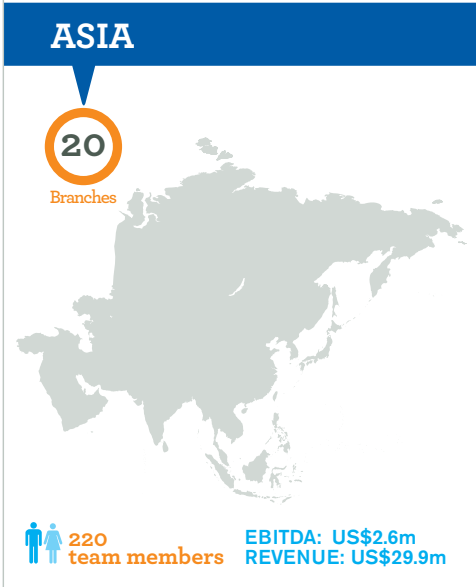 ASIA
20
Branches
220
team members
EBITDA: US$2.6m
REVENUE: US$29.9m